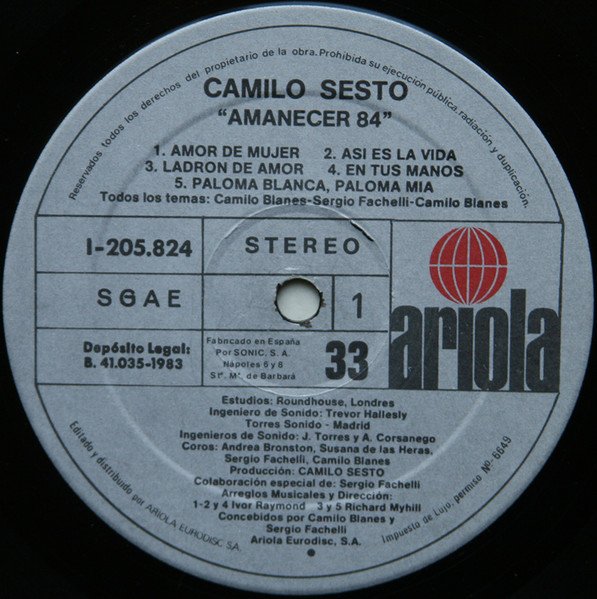 Reservados todos los derechos del propietario de la obra. Prohibida su ejecución pública, radiación y duplicación.
CAMILO SESTO
"AMANECER 84"
1. AMOR DE MUJER 2. ASI ES LA VIDA
3. LADRON DE AMOR 4. EN TUS MANOS
5. PALOMA BLANCA, PALOMA MIA
Todos los temas: Camilo Blanes-Sergio Fachelli-Camilo Blanes
I-205.824
STEREO
SGAE
1
Depósito Legal:
B. 41.035-1983
Fabricado en España
Por SONIC, S. A.
Nápoles 6 y 8
Stª. Mª. de Barbará
33
ariola
Estudios: Roundhouse, Londres
Ingeniero de Sonido: Trevor Hallesly
Torres Sonido - Madrid
Ingenieros de Sonido: J. Torres y A. Corsanego
Coros: Andrea Bronston, Susana de las Heras,
Sergio Fachelli, Camilo Blanes
Producción: CAMILO SESTO
Colaboración especial de: Sergio Fachelli
Arreglos Musicales y Dirección:
1-2 y 4 Ivor Raymond 3 y 5 Richard Myhill
Concebidos por Camilo Blanes y
Sergio Fachelli
Ariola Eurodisc, S.A.
Editado y distribuido por ARIOLA EURODISC, S.A.
Impuesto de Lujo, permiso Nº 6649